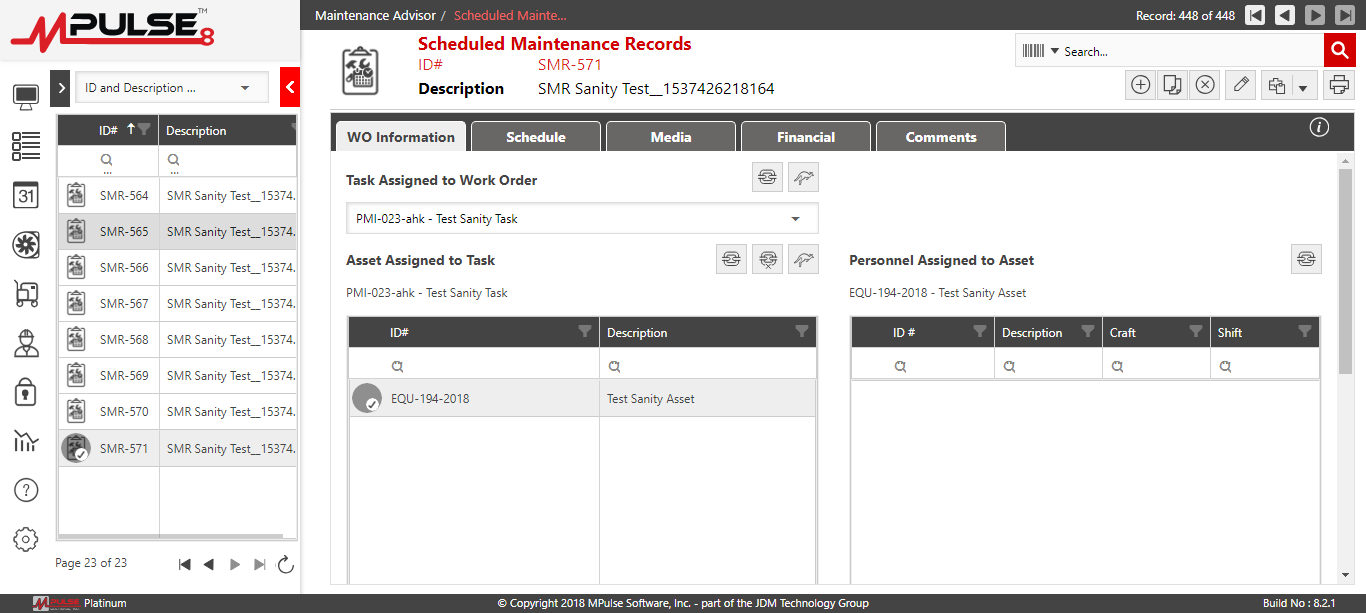 MPULSE 8 ™
Maintenance Advisor / Scheduled Mainte...
Record: 448 of 448
Scheduled Maintenance Records
ID# SMR-571
Description SMR Sanity Test__1537426218164
Search...
ID and Description ...
ID# Description
...
...
SMR-564 SMR Sanity Test__15374.
SMR-565 SMR Sanity Test__15374.
SMR-566 SMR Sanity Test__15374.
SMR-567 SMR Sanity Test__15374.
SMR-568 SMR Sanity Test__15374.
SMR-569 SMR Sanity Test__15374.
SMR-570 SMR Sanity Test__15374.
SMR-571 SMR Sanity Test__15374.
Page 23 of 23
31
WO Information Schedule Media Financial Comments
Task Assigned to Work Order
PMI-023-ahk - Test Sanity Task
Asset Assigned to Task
PMI-023-ahk - Test Sanity Task
ID# Description
EQU-194-2018 Test Sanity Asset
Personnel Assigned to Asset
EQU-194-2018 - Test Sanity Asset
ID # Description Craft Shift
MPULSE Platinum
© Copyright 2018 MPulse Software, Inc. - part of the JDM Technology Group
Build No : 8.2.1